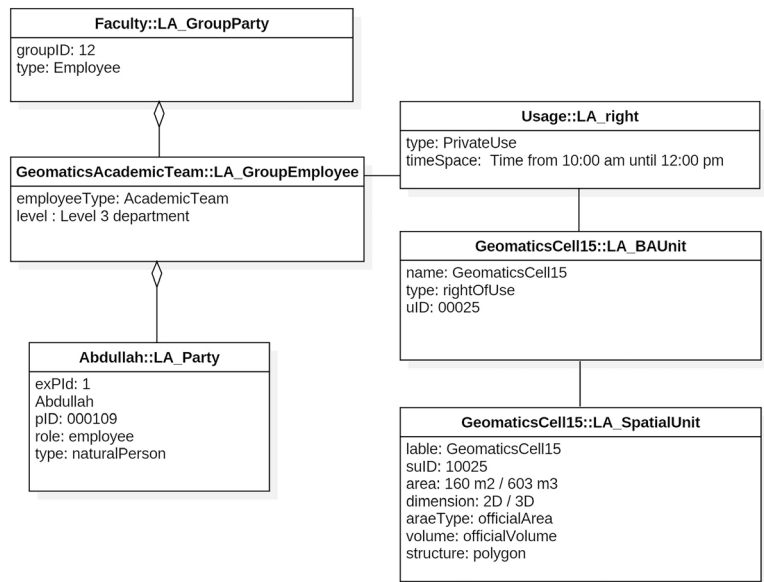 Faculty::LA_GroupParty
groupID: 12
type: Employee
GeomaticsAcademicTeam::LA_GroupEmployee
employeeType: AcademicTeam
level : Level 3 department
Abdullah::LA_Party
exPId: 1
Abdullah
pID: 000109
role: employee
type: naturalPerson
Usage::LA_right
type: PrivateUse
timeSpace:  Time from 10:00 am until 12:00 pm
GeomaticsCell15::LA_BAUnit
name: GeomaticsCell15
type: rightOfUse
uID: 00025
GeomaticsCell15::LA_SpatialUnit
lable: GeomaticsCell15
suID: 10025
area: 160 m2 / 603 m3
dimension: 2D / 3D
araeType: officialArea
volume: officialVolume
structure: polygon